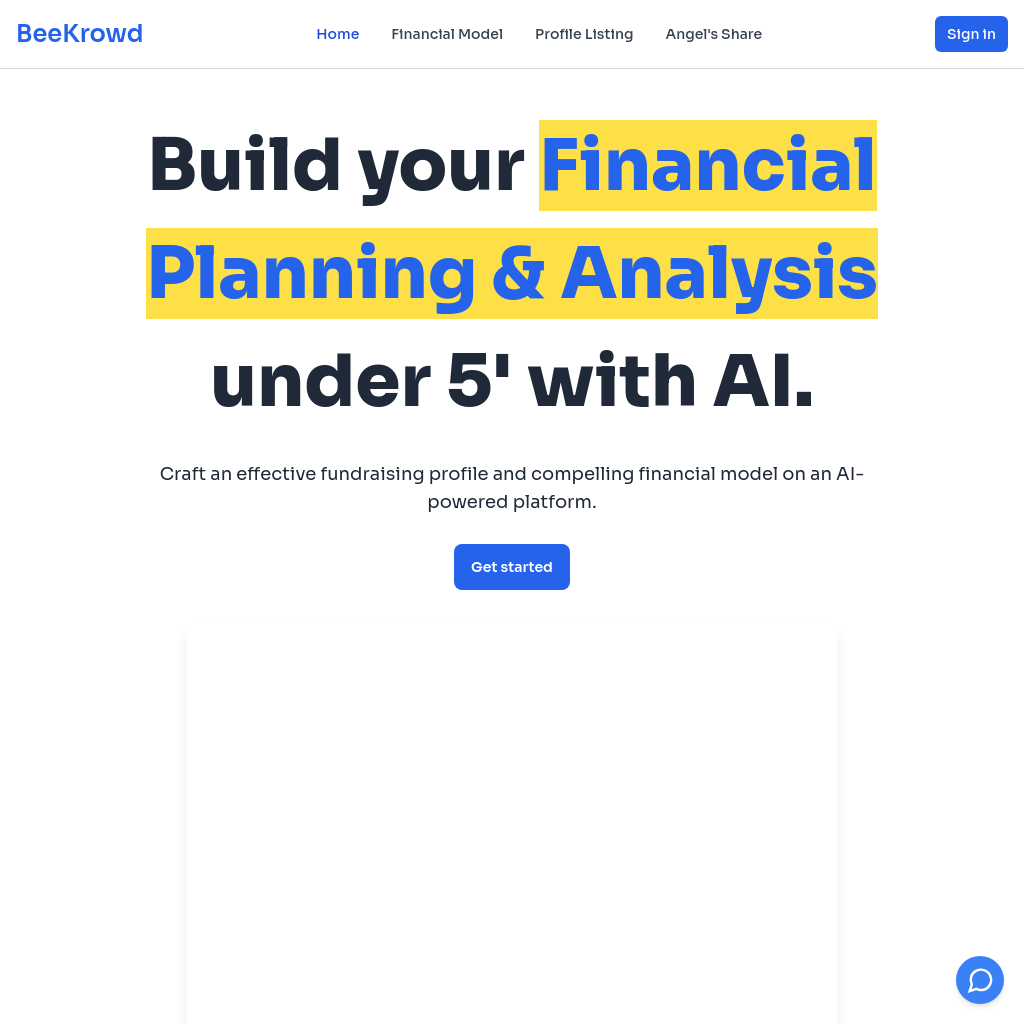 BeeKrowd
Home
Financial Model
Profile Listing
Angel's Share
Sign in
Build your Financial
Planning & Analysis
under 5' with AI.
Craft an effective fundraising profile and compelling financial model on an AI-
powered platform.
Get started